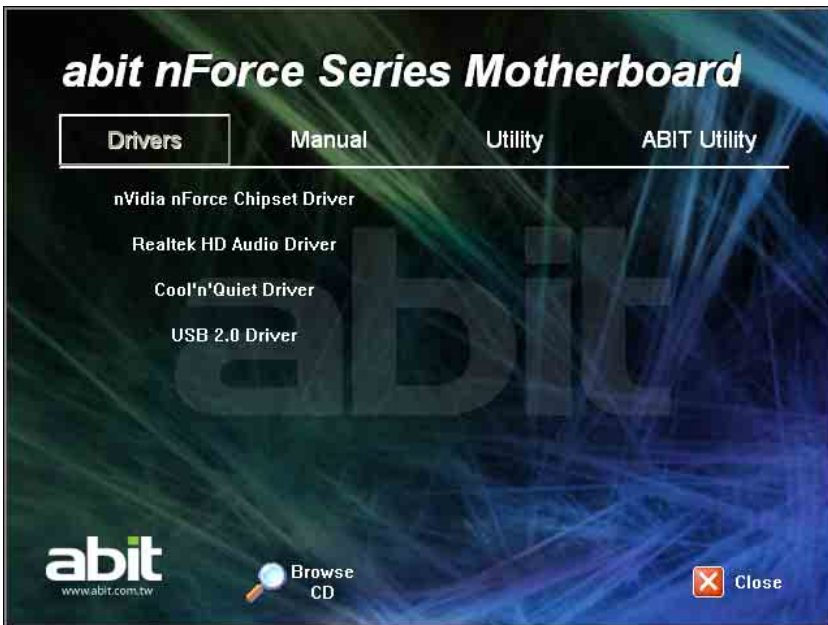 abit nForce Series Motherboard
Drivers Manual Utility ABIT Utility
nVidia nForce Chipset Driver
Realtek HD Audio Driver
Cool'n'Quiet Driver
USB 2.0 Driver
abit
abit
www.abit.com.tw
Browse
CD
Close